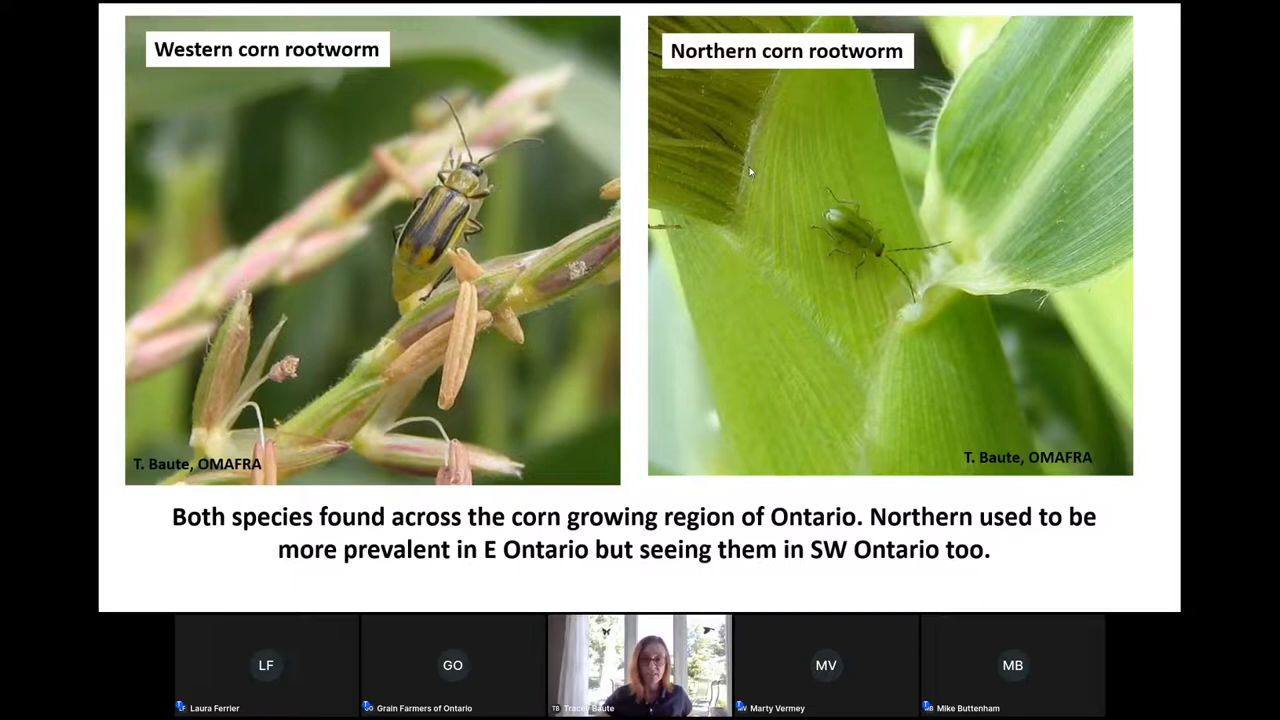 Western corn rootworm
Northern corn rootworm
T. Baute, OMAFRA
T. Baute, OMAFRA
Both species found across the corn growing region of Ontario. Northern used to be
more prevalent in E Ontario but seeing them in SW Ontario too.
LF
GO
MV
MB
Laura Ferrier
Grain Farmers of Ontario
TB Tracey Baute
Marty Vermey
Mike Buttenham